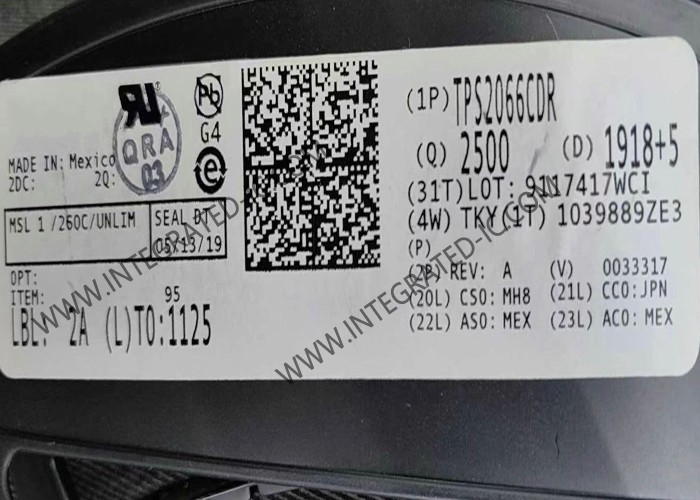 (1P) TPS2066CDR
(Q) 2500 (D) 1918+5
(31T) LOT: 9117417WCI
(4W) TKY (1T) 1039889ZE3
(P)
(2P) REV: A (V) 0033317
(20L) CSO: MH8 (21L) CCO: JPN
(22L) ASO: MEX (23L) ACO: MEX
Pb
G4
e
QRA
03
MADE IN: Mexico
2DC: 2Q:
MSL 1 /260C/UNLIM
SEAL DT
05/13/19
OPT:
ITEM: 95
LBL: 2A (L)TO:1125
WWW.INTEGRATED-IC.COM
WWW.INTEGRATED-IC.COM